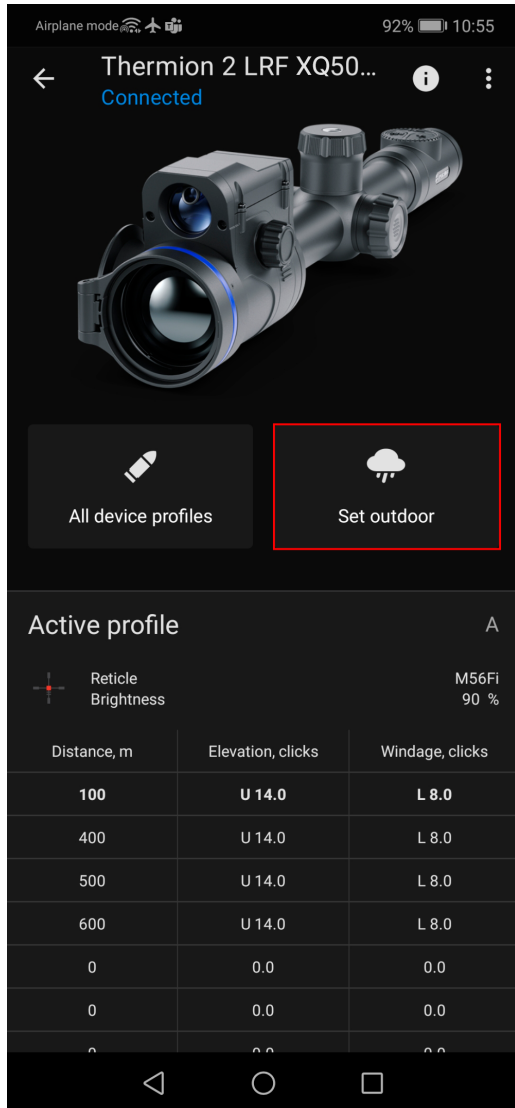 Airplane mode 92% 10:55
Thermion 2 LRF XQ50...
Connected
All device profiles
Set outdoor
Active profile A
Reticle M56Fi
Brightness 90 %
Distance, m Elevation, clicks Windage, clicks
100 U 14.0 L 8.0
400 U 14.0 L 8.0
500 U 14.0 L 8.0
600 U 14.0 L 8.0
0 0.0 0.0
0 0.0 0.0